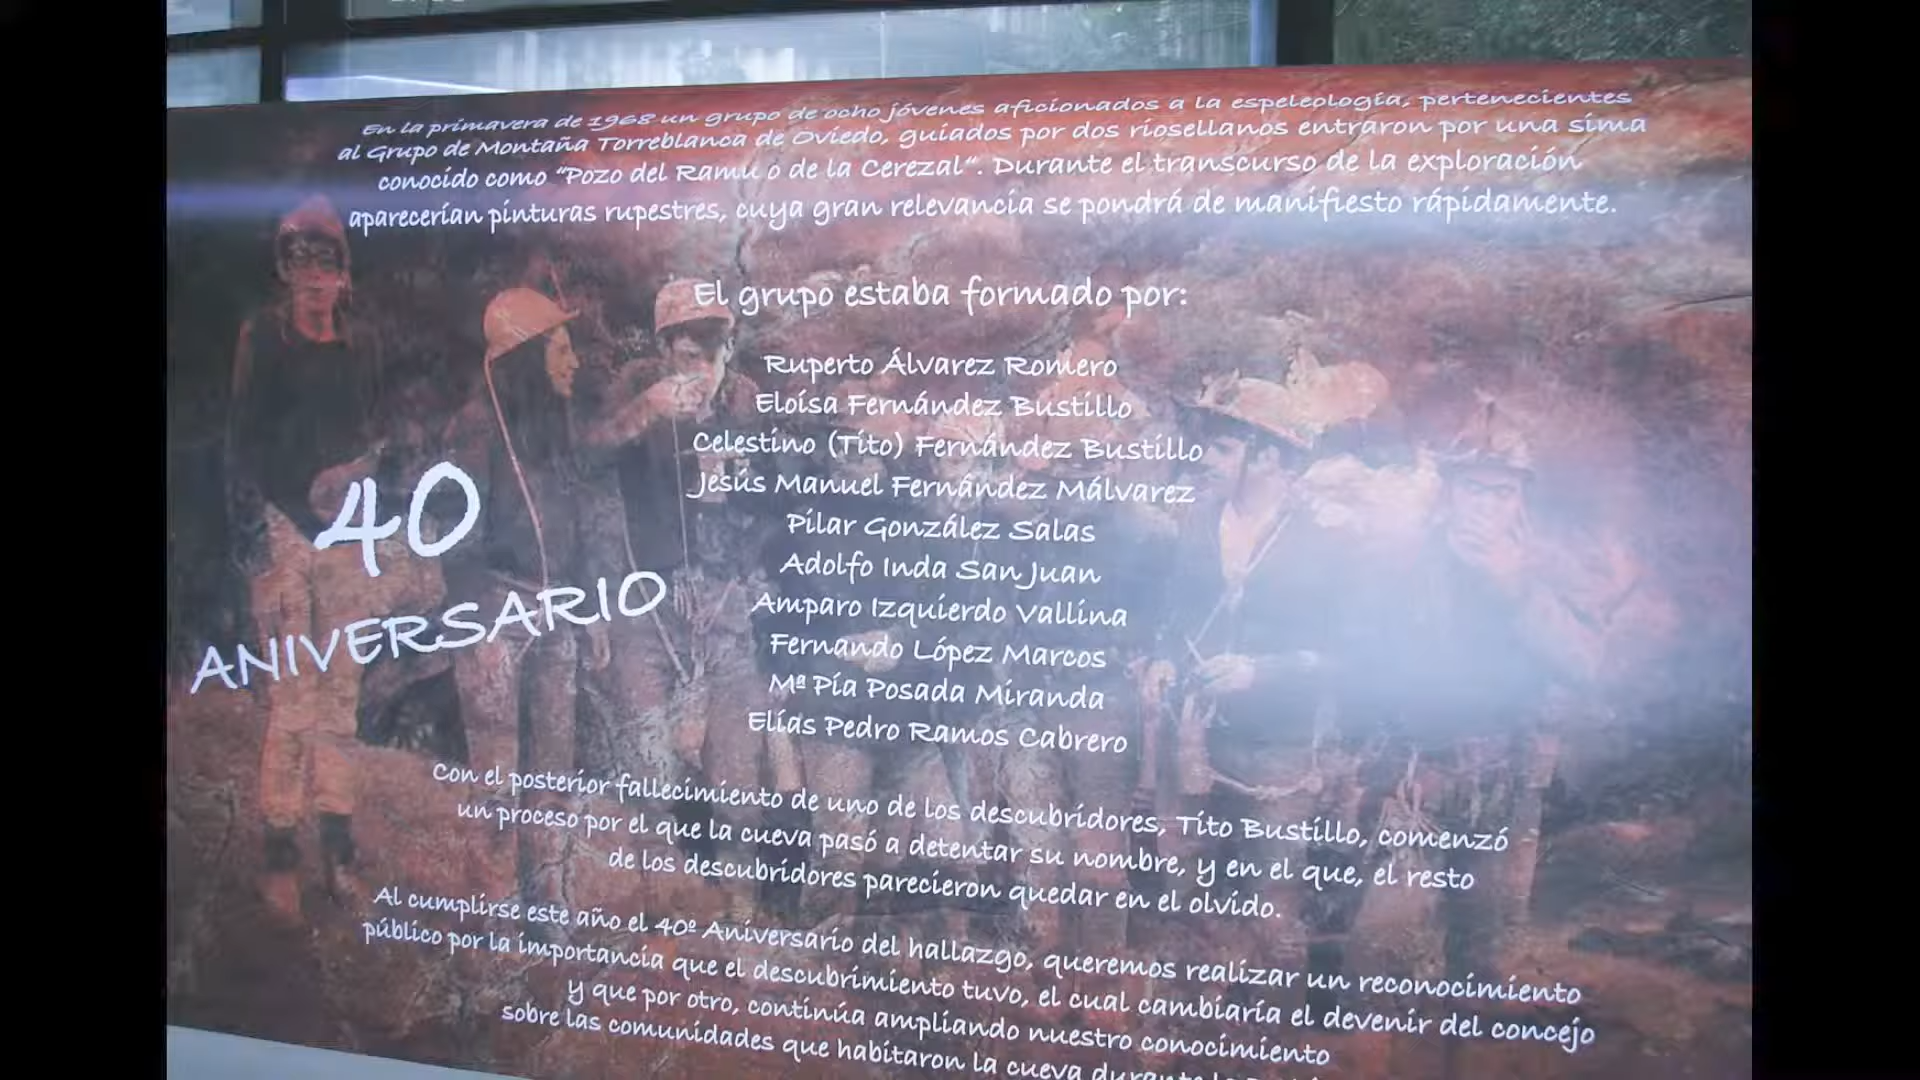 En la primavera de 1968 un grupo de ocho jóvenes aficionados a la espeleología, pertenecientes
al Grupo de Montaña Torreblanca de Oviedo, guiados por dos riosellanos entraron por una sima
conocido como "Pozo del Ramu o de la Cerezal". Durante el transcurso de la exploración
aparecerían pinturas rupestres, cuya gran relevancia se pondrá de manifiesto rápidamente.
El grupo estaba formado por:
Ruperto Álvarez Romero
Eloísa Fernández Bustillo
Celestino (Tito) Fernández Bustillo
Jesús Manuel Fernández Málvarez
Pilar González Salas
Adolfo Inda San Juan
Amparo Izquierdo Vallina
Fernando López Marcos
Mª Pía Posada Miranda
Elías Pedro Ramos Cabrero
40
ANIVERSARIO
Con el posterior fallecimiento de uno de los descubridores, Tito Bustillo, comenzó
un proceso por el que la cueva pasó a detentar su nombre, y en el que, el resto
de los descubridores parecieron quedar en el olvido.
Al cumplirse este año el 40º Aniversario del hallazgo, queremos realizar un reconocimiento
público por la importancia que el descubrimiento tuvo, el cual cambiaría el devenir del concejo
y que por otro, continúa ampliando nuestro conocimiento
sobre las comunidades que habitaron la cueva durante